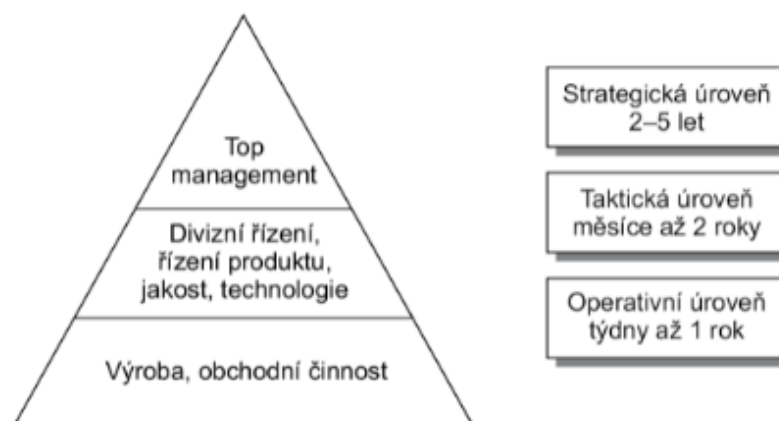 Top
management
Divizní řízení,
řízení produktu,
jakost, technologie
Výroba, obchodní činnost
Strategická úroveň
2–5 let
Taktická úroveň
měsíce až 2 roky
Operativní úroveň
týdny až 1 rok